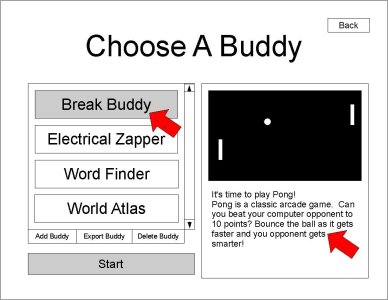 Back
Choose A Buddy
Break Buddy
Electrical Zapper
Word Finder
World Atlas
Add Buddy Export Buddy Delete Buddy
Start
It's time to play Pong!
Pong is a classic arcade game. Can
you beat your computer opponent to
10 points? Bounce the ball as it gets
faster and you opponent gets
smarter!